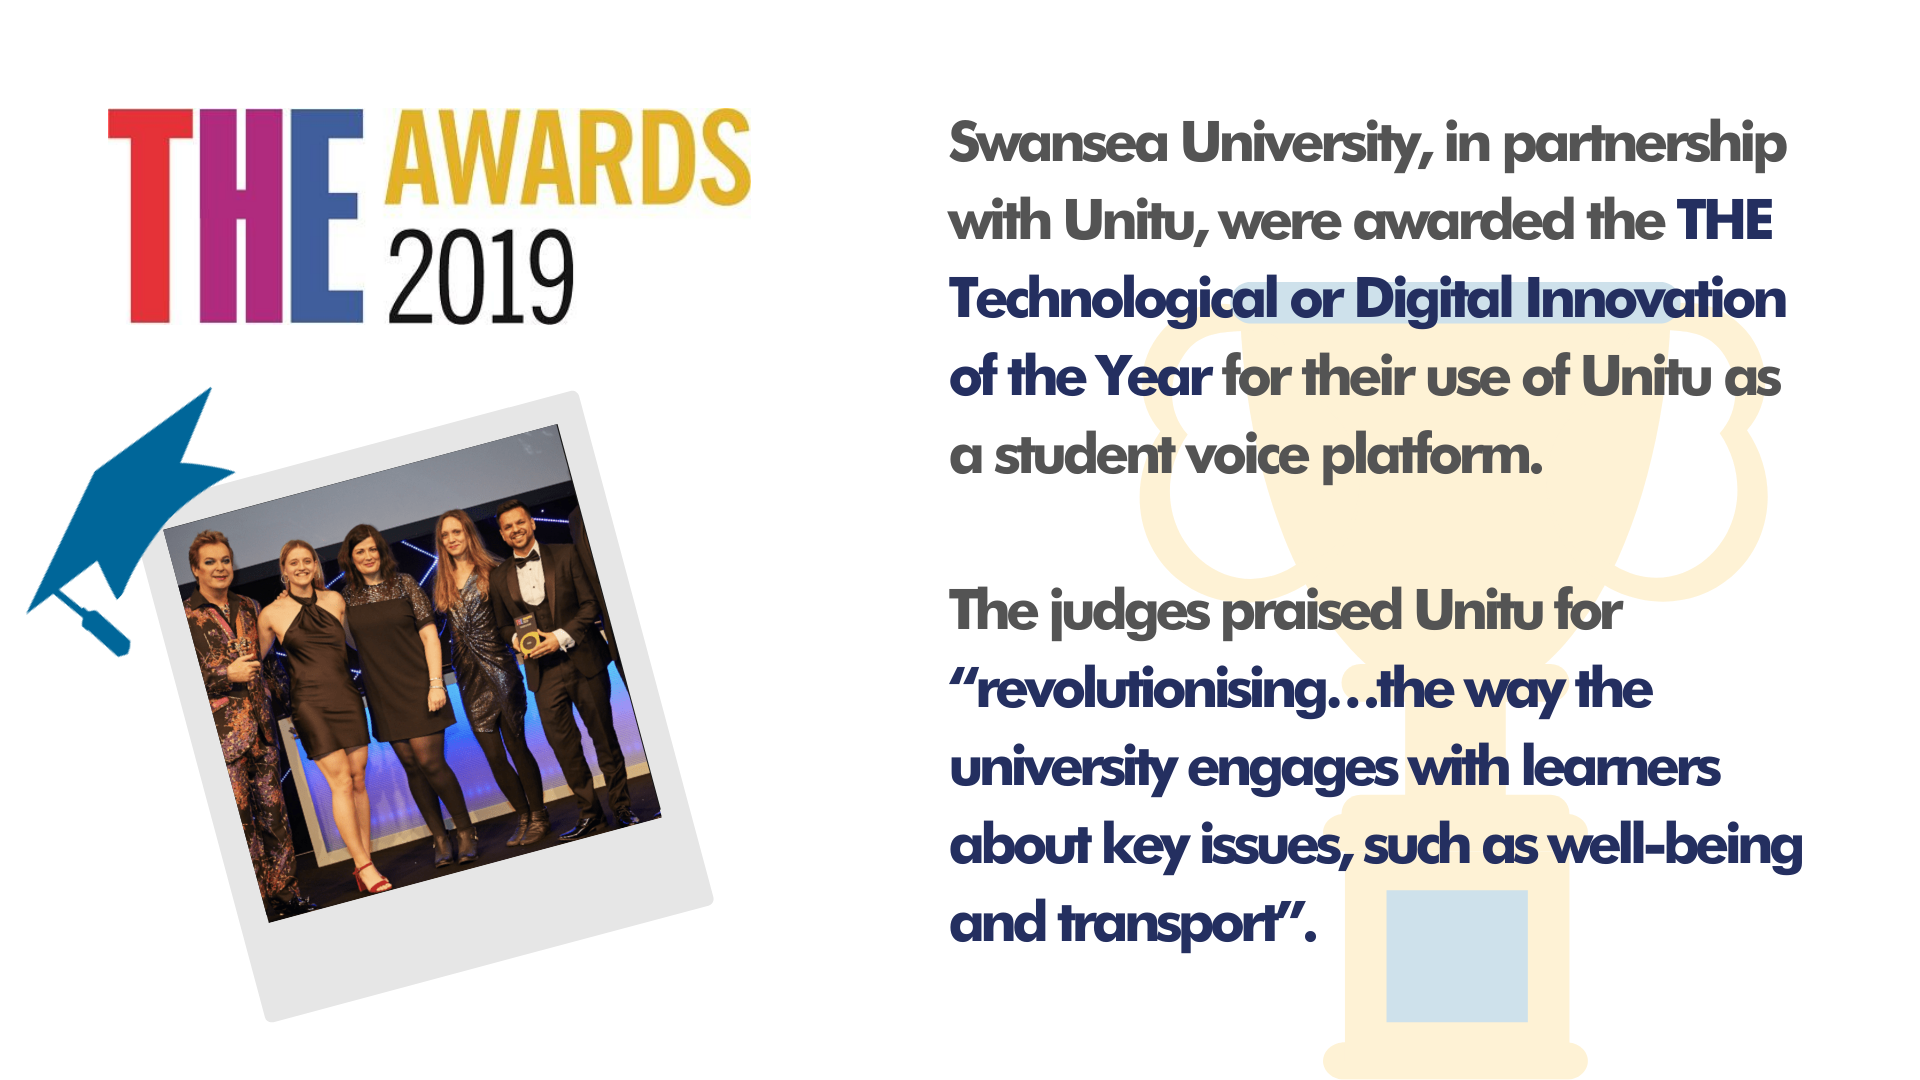 THE AWARDS
2019
Swansea University, in partnership
with Unitu, were awarded the THE
Technological or Digital Innovation
of the Year for their use of Unitu as
a student voice platform.
The judges praised Unitu for
“revolutionising...the way the
university engages with learners
about key issues, such as well-being
and transport”.